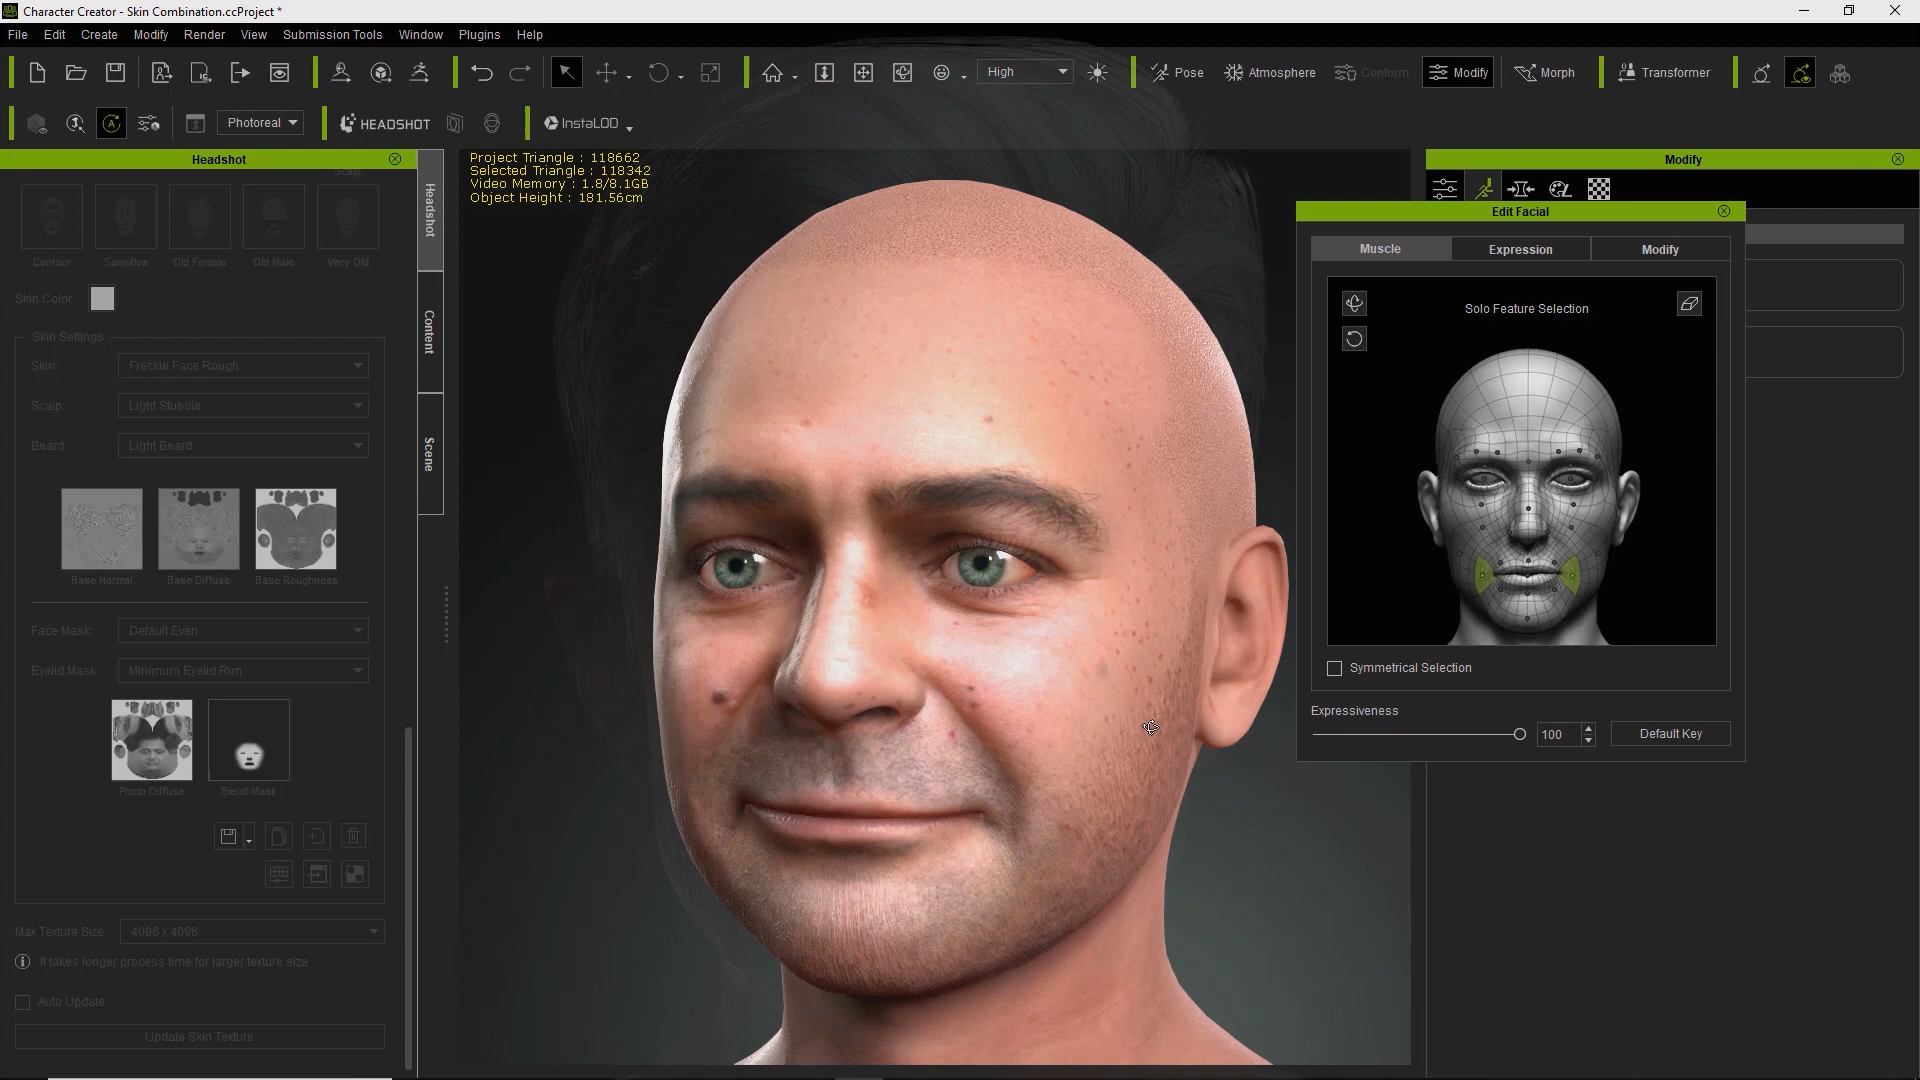 Character Creator - Skin Combination.ccProject *
File Edit Create Modify Render View Submission Tools Window Plugins Help
High Pose Atmosphere Conform Modify Morph Transformer
Photoreal HEADSHOT InstaLOD
Headshot
Modify
Headshot
Content
Scene
Scalp
Contour Sensitive Old Female Old Male Very Old
Skin Color :
Skin Settings
Skin: Freckle Face Rough
Scalp: Light Stubble
Beard: Light Beard
Base Normal Base Diffuse Base Roughness
Face Mask: Default Even
Eyelid Mask: Minimum Eyelid Rim
Photo Diffuse Blend Mask
Max Texture Size : 4096 x 4096
It takes longer process time for larger texture size
Auto Update
Update Skin Texture
Project Triangle : 118662
Selected Triangle : 118342
Video Memory : 1.8/8.1GB
Object Height : 181.56cm
Edit Facial
Muscle Expression Modify
Solo Feature Selection
Symmetrical Selection
Expressiveness
100 Default Key